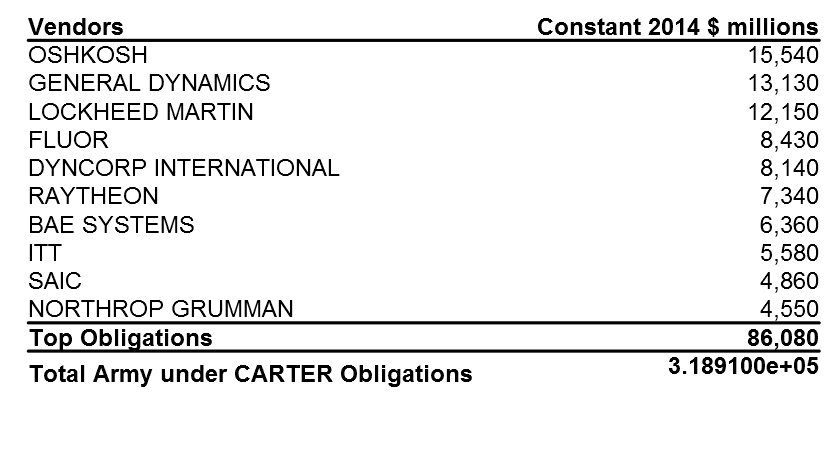 Vendors Constant 2014 $ millions
OSHKOSH 15,540
GENERAL DYNAMICS 13,130
LOCKHEED MARTIN 12,150
FLUOR 8,430
DYNCORP INTERNATIONAL 8,140
RAYTHEON 7,340
BAE SYSTEMS 6,360
ITT 5,580
SAIC 4,860
NORTHROP GRUMMAN 4,550
Top Obligations 86,080
Total Army under CARTER Obligations 3.189100e+05